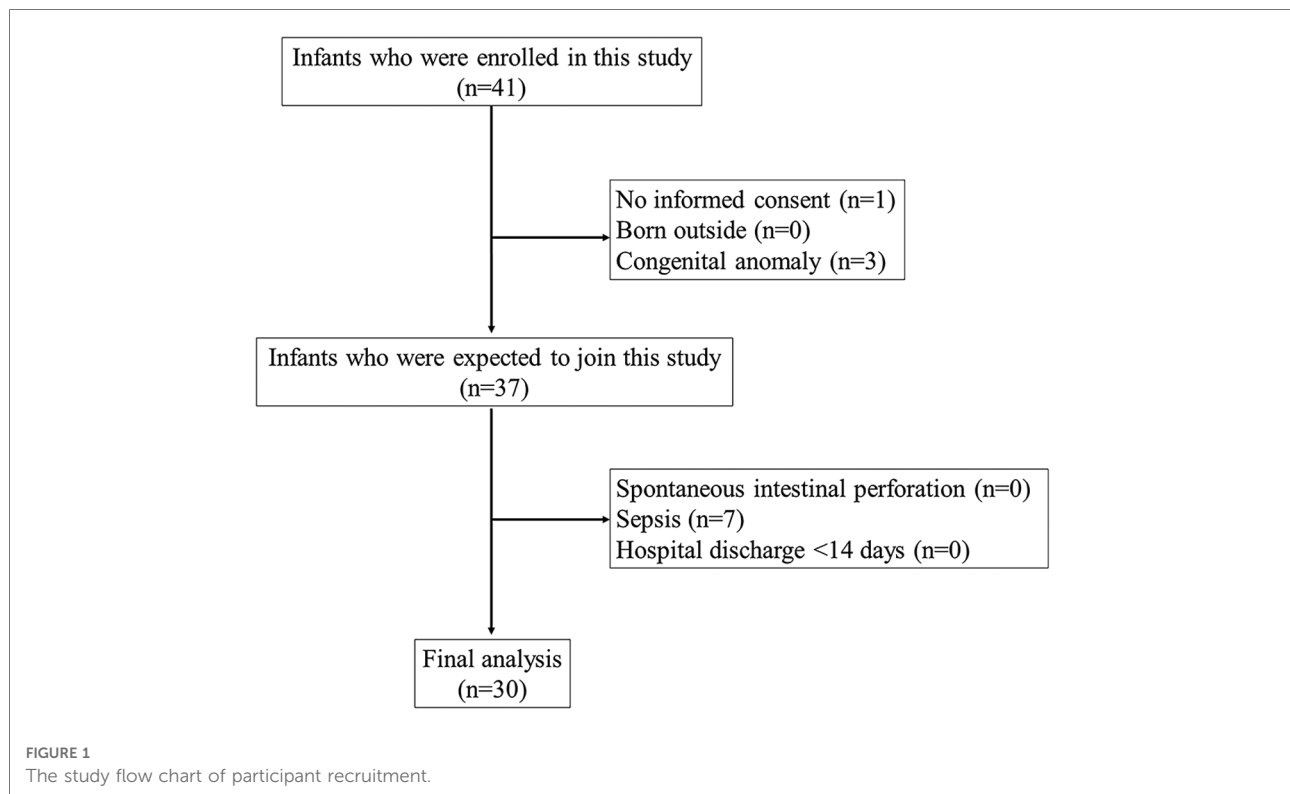 Infants who were enrolled in this study
(n=41)
No informed consent (n=1)
Born outside (n=0)
Congenital anomaly (n=3)
Infants who were expected to join this study
(n=37)
Spontaneous intestinal perforation (n=0)
Sepsis (n=7)
Hospital discharge <14 days (n=0)
Final analysis
(n=30)
FIGURE 1
The study flow chart of participant recruitment.